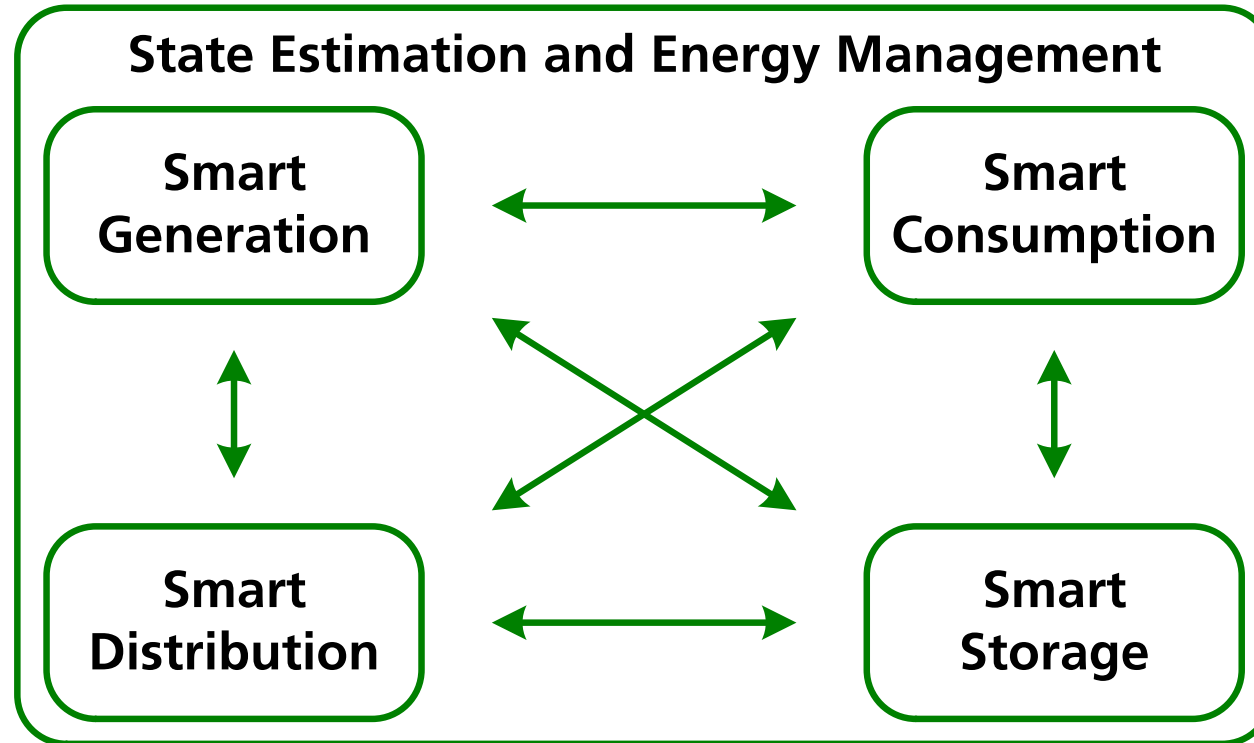 State Estimation and Energy Management
Smart
Generation
Smart
Consumption
Smart
Distribution
Smart
Storage